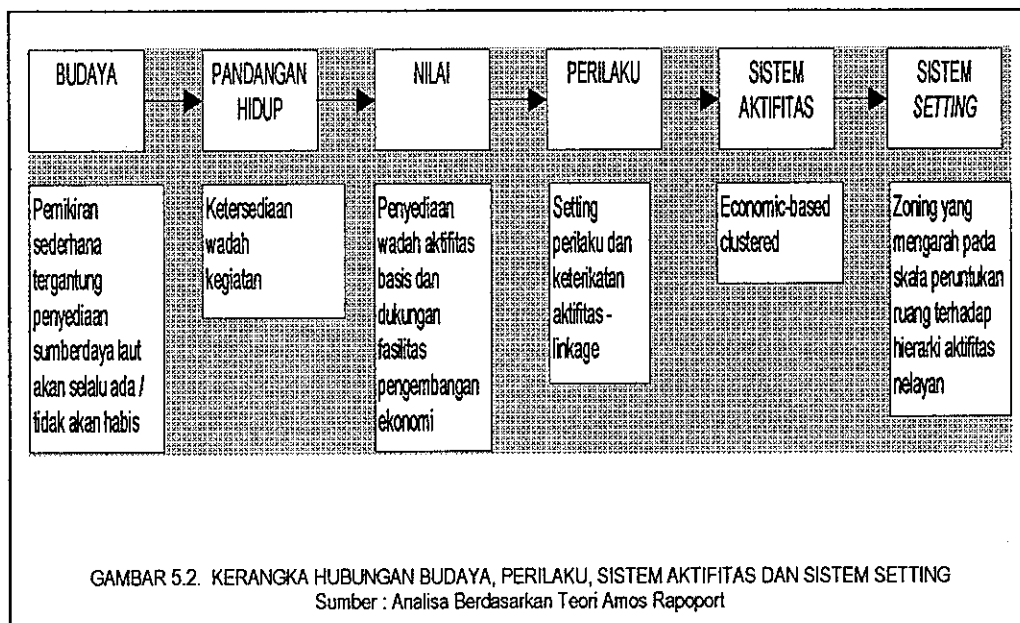 BUDAYA
PANDANGAN
HIDUP
NILAI
PERILAKU
SISTEM
AKTIFITAS
SISTEM
SETTING
Pemikiran
sederhana
tergantung
penyediaan
sumberdaya laut
akan selalu ada /
tidak akan habis
Ketersediaan
wadah
kegiatan
Penyediaan
wadah aktifitas
basis dan
dukungan
fasilitas
pengembangan
ekonomi
Setting
perilaku dan
keterikatan
aktifitas -
linkage
Economic-based
clustered
Zoning yang
mengarah pada
skala peruntukan
ruang terhadap
hierarki aktifitas
nelayan
GAMBAR 5.2. KERANGKA HUBUNGAN BUDAYA, PERILAKU, SISTEM AKTIFITAS DAN SISTEM SETTING
Sumber : Analisa Berdasarkan Teori Amos Rapoport